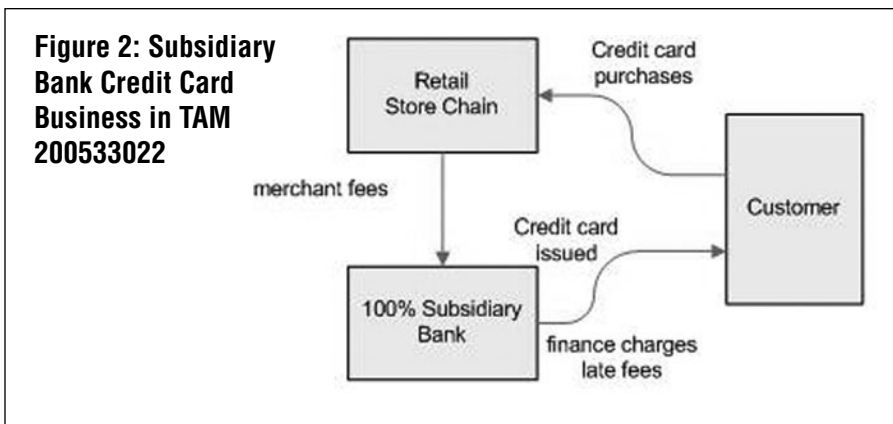 Figure 2: Subsidiary
Bank Credit Card
Business in TAM
200533022
Retail
Store Chain
Credit card
purchases
Customer
merchant fees
Credit card
issued
100% Subsidiary
Bank
finance charges
late fees